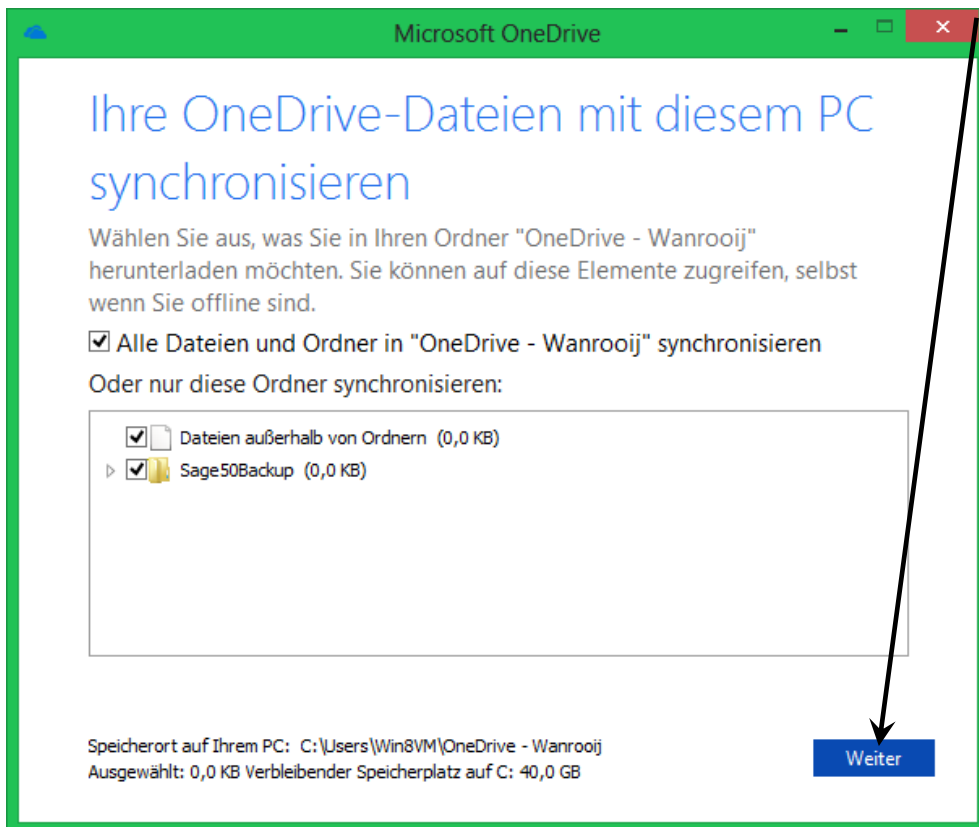 Microsoft OneDrive
Ihre OneDrive-Dateien mit diesem PC
synchronisieren
Wählen Sie aus, was Sie in Ihren Ordner "OneDrive - Wanrooij"
herunterladen möchten. Sie können auf diese Elemente zugreifen, selbst
wenn Sie offline sind.
Alle Dateien und Ordner in "OneDrive - Wanrooij" synchronisieren
Oder nur diese Ordner synchronisieren:
Dateien außerhalb von Ordnern (0,0 KB)
Sage50Backup (0,0 KB)
Speicherort auf Ihrem PC: C:\Users\Win8VM\OneDrive - Wanrooij
Ausgewählt: 0,0 KB Verbleibender Speicherplatz auf C: 40,0 GB
Weiter